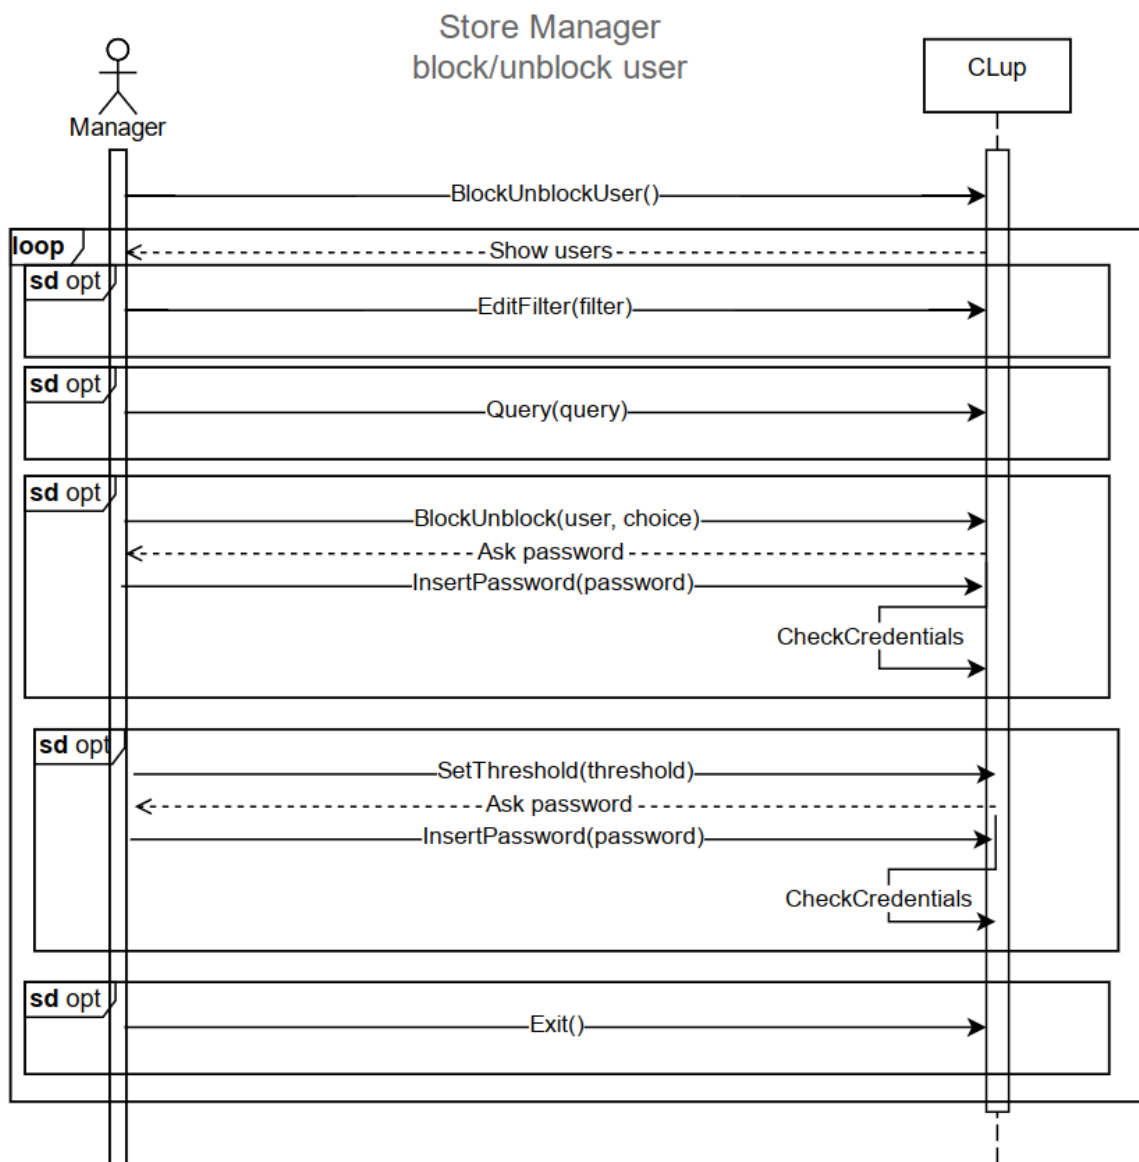 Store Manager
block/unblock user
CLup
Manager
BlockUnblockUser()
loop
Show users
sd opt
EditFilter(filter)
sd opt
Query(query)
sd opt
BlockUnblock(user, choice)
Ask password
InsertPassword(password)
CheckCredentials
sd opt
SetThreshold(threshold)
Ask password
InsertPassword(password)
CheckCredentials
sd opt
Exit()